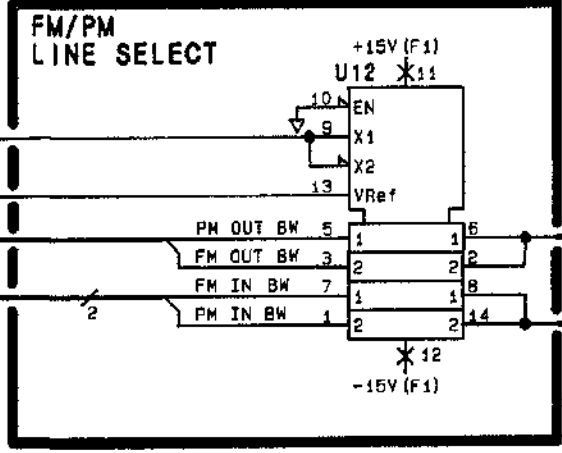 FM/PM
LINE SELECT
+15V (F1)
U12
11
10 EN
9 X1
X2
13 VRef
PM OUT BW 5 1 1 6
FM OUT BW 3 2 2 2
FM IN BW 7 1 1 8
2
PM IN BW 1 2 2 14
12
-15V (F1)